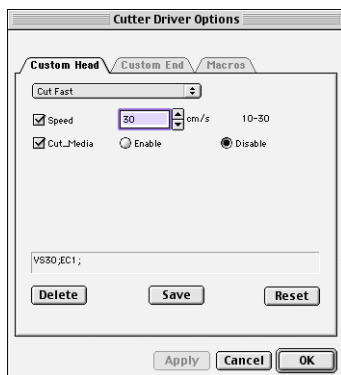 Cutter Driver Options
Custom Head Custom End Macros
Cut Fast
Speed 30 cm/s 10-30
Cut_Media Enable Disable
VS30;EC1;
Delete Save Reset
Apply Cancel OK